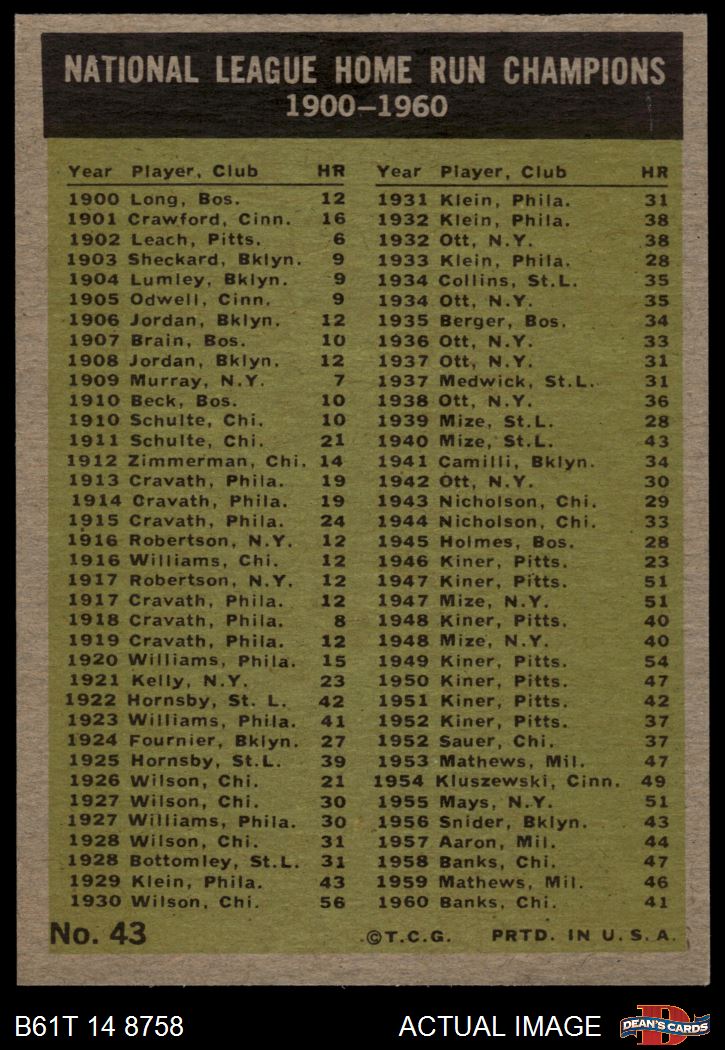 NATIONAL LEAGUE HOME RUN CHAMPIONS
1900–1960
Year Player, Club HR
1900 Long, Bos. 12
1901 Crawford, Cinn. 16
1902 Leach, Pitts. 6
1903 Sheckard, Bklyn. 9
1904 Lumley, Bklyn. 9
1905 Odwell, Cinn. 9
1906 Jordan, Bklyn. 12
1907 Brain, Bos. 10
1908 Jordan, Bklyn. 12
1909 Murray, N.Y. 7
1910 Beck, Bos. 10
1910 Schulte, Chi. 10
1911 Schulte, Chi. 21
1912 Zimmerman, Chi. 14
1913 Cravath, Phila. 19
1914 Cravath, Phila. 19
1915 Cravath, Phila. 24
1916 Robertson, N.Y. 12
1916 Williams, Chi. 12
1917 Robertson, N.Y. 12
1917 Cravath, Phila. 12
1918 Cravath, Phila. 8
1919 Cravath, Phila. 12
1920 Williams, Phila. 15
1921 Kelly, N.Y. 23
1922 Hornsby, St. L. 42
1923 Williams, Phila. 41
1924 Fournier, Bklyn. 27
1925 Hornsby, St.L. 39
1926 Wilson, Chi. 21
1927 Wilson, Chi. 30
1927 Williams, Phila. 30
1928 Wilson, Chi. 31
1928 Bottomley, St.L. 31
1929 Klein, Phila. 43
1930 Wilson, Chi. 56
Year Player, Club HR
1931 Klein, Phila. 31
1932 Klein, Phila. 38
1932 Ott, N.Y. 38
1933 Klein, Phila. 28
1934 Collins, St.L. 35
1934 Ott, N.Y. 35
1935 Berger, Bos. 34
1936 Ott, N.Y. 33
1937 Ott, N.Y. 31
1937 Medwick, St.L. 31
1938 Ott, N.Y. 36
1939 Mize, St.L. 28
1940 Mize, St.L. 43
1941 Camilli, Bklyn. 34
1942 Ott, N.Y. 30
1943 Nicholson, Chi. 29
1944 Nicholson, Chi. 33
1945 Holmes, Bos. 28
1946 Kiner, Pitts. 23
1947 Kiner, Pitts. 51
1947 Mize, N.Y. 51
1948 Kiner, Pitts. 40
1948 Mize, N.Y. 40
1949 Kiner, Pitts. 54
1950 Kiner, Pitts. 47
1951 Kiner, Pitts. 42
1952 Kiner, Pitts. 37
1952 Sauer, Chi. 37
1953 Mathews, Mil. 47
1954 Kluszewski, Cinn. 49
1955 Mays, N.Y. 51
1956 Snider, Bklyn. 43
1957 Aaron, Mil. 44
1958 Banks, Chi. 47
1959 Mathews, Mil. 46
1960 Banks, Chi. 41
No. 43 ©T.C.G. PRTD. IN U.S.A.
B61T 14 8758 ACTUAL IMAGE D DEAN'S CARDS